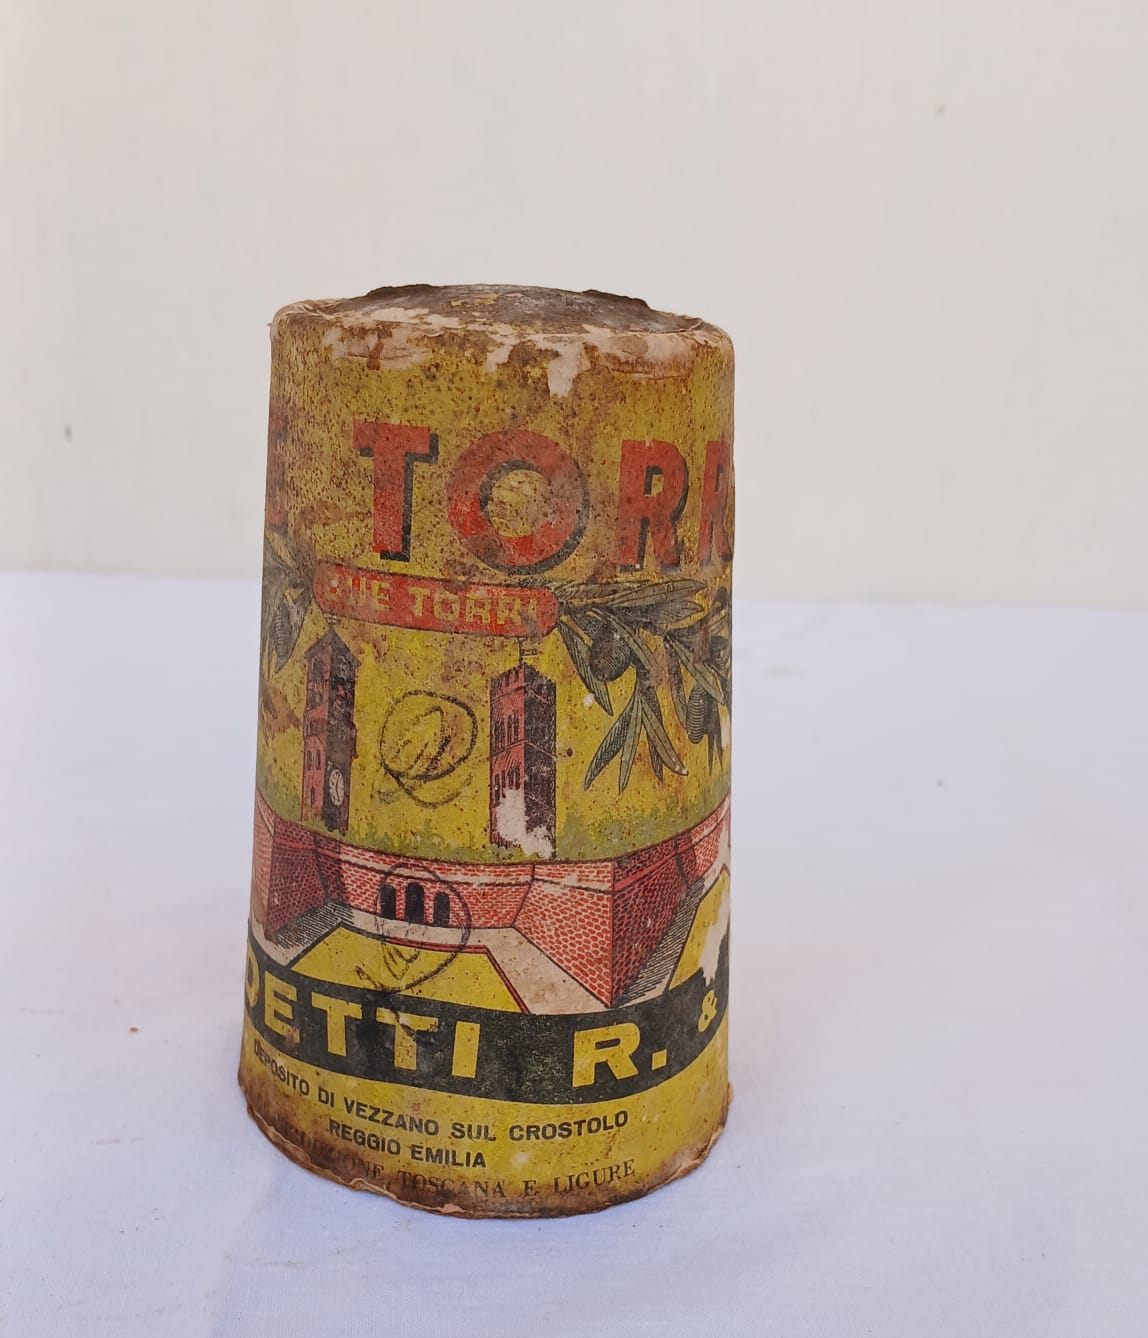 TORR
DUE TORRI
DETTI R. &
DEPOSITO DI VEZZANO SUL CROSTOLO
REGGIO EMILIA
TOSCANA E LIGURE